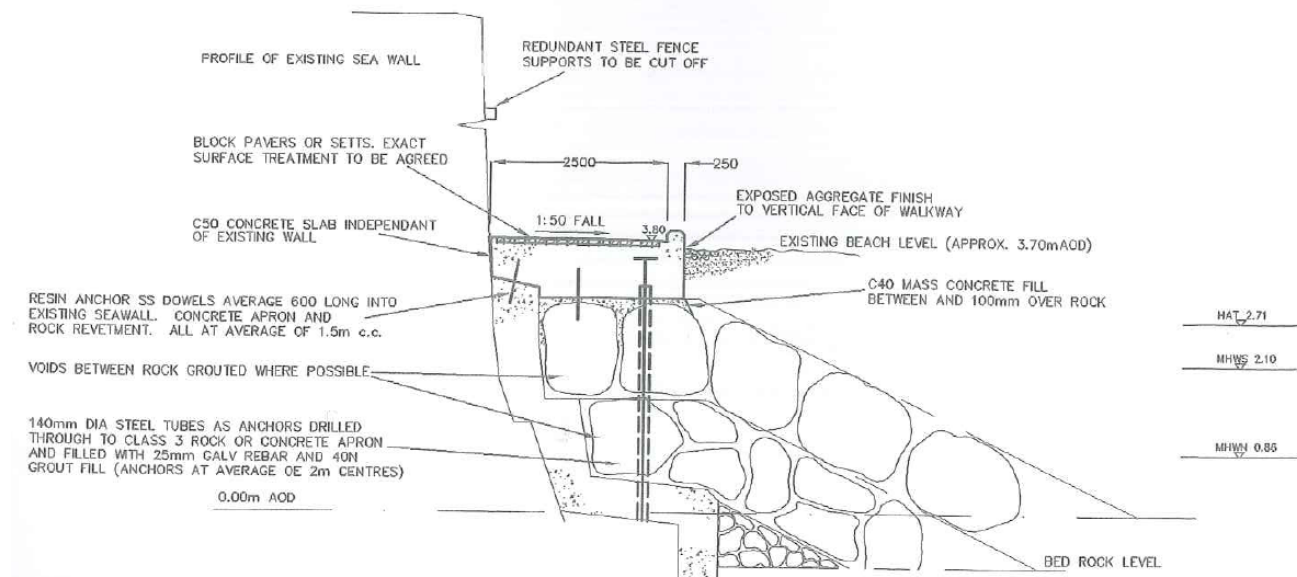 PROFILE OF EXISTING SEA WALL
REDUNDANT STEEL FENCE
SUPPORTS TO BE CUT OFF
BLOCK PAVERS OR SETTS. EXACT
SURFACE TREATMENT TO BE AGREED
2500
250
EXPOSED AGGREGATE FINISH
TO VERTICAL FACE OF WALKWAY
C50 CONCRETE SLAB INDEPENDANT
OF EXISTING WALL
1:50 FALL
3.80
EXISTING BEACH LEVEL (APPROX. 3.70mAOD)
C40 MASS CONCRETE FILL
BETWEEN AND 100mm OVER ROCK
RESIN ANCHOR SS DOWELS AVERAGE 600 LONG INTO
EXISTING SEAWALL. CONCRETE APRON AND
ROCK REVETMENT. ALL AT AVERAGE OF 1.5m c.c.
HAT 2.71
MHWS 2.10
VOIDS BETWEEN ROCK GROUTED WHERE POSSIBLE
140mm DIA STEEL TUBES AS ANCHORS DRILLED
THROUGH TO CLASS 3 ROCK OR CONCRETE APRON
AND FILLED WITH 25mm GALV REBAR AND 40N
GROUT FILL (ANCHORS AT AVERAGE OE 2m CENTRES)
MHWN 0.86
0.00m AOD
BED ROCK LEVEL